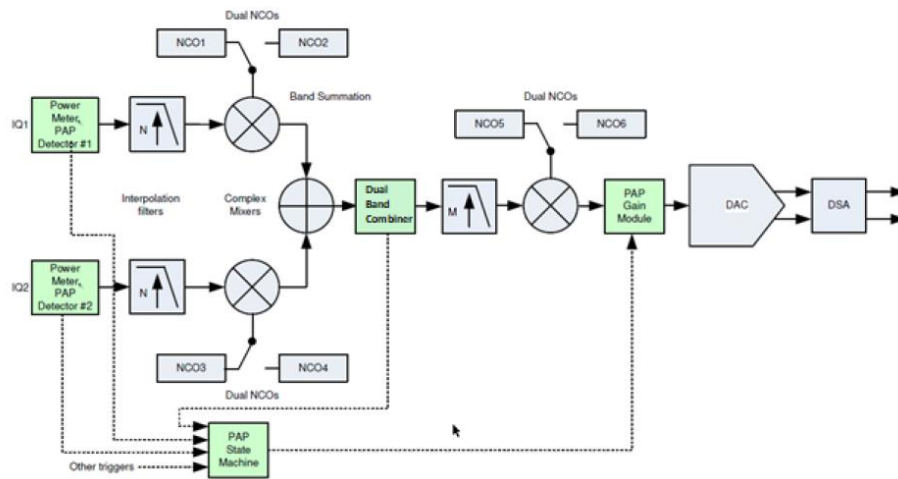 Dual NCOs
NCO1
NCO2
Power
Meter,
PAP
Detector #1
IQ1
N
Band Summation
Dual NCOs
NCO5
NCO6
Interpolation
filters
Complex
Mixers
Dual
Band
Combiner
M
PAP
Gain
Module
DAC
DSA
Power
Meter,
PAP
Detector #2
IQ2
N
NCO3
NCO4
Dual NCOs
PAP
State
Machine
Other triggers